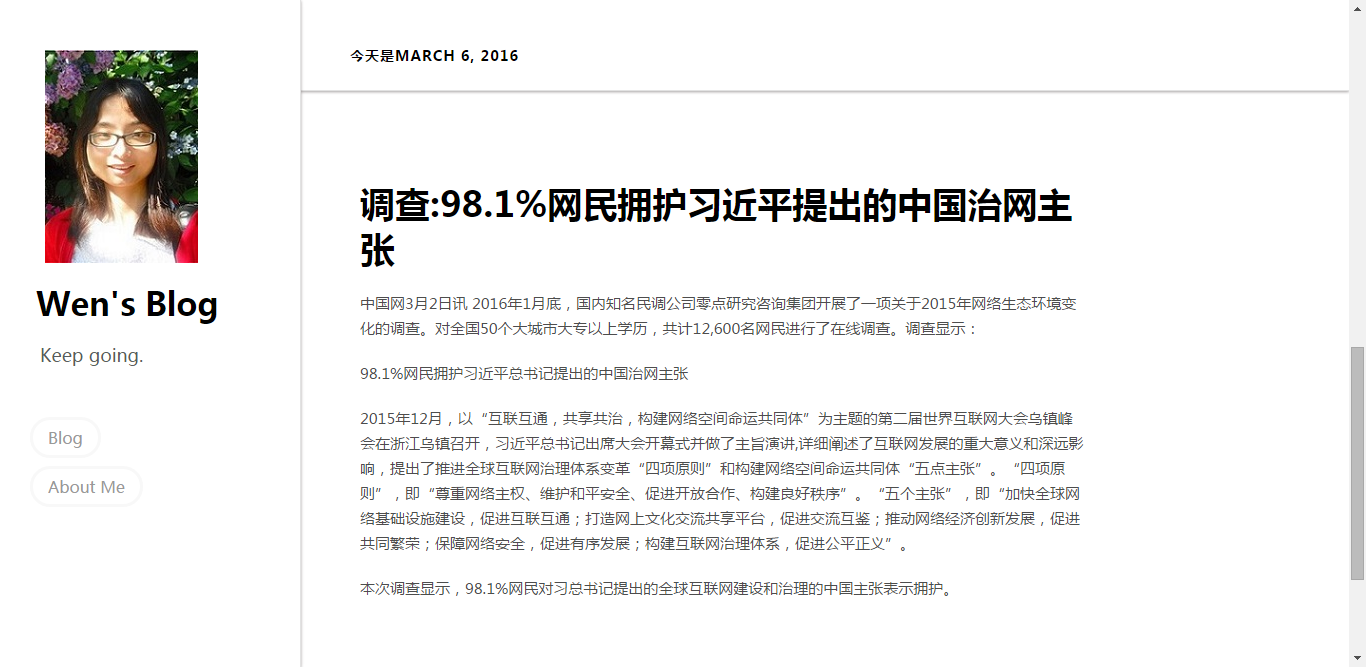 今天是MARCH 6, 2016
Wen's Blog
Keep going.
Blog
About Me
调查:98.1%网民拥护习近平提出的中国治网主
张
中国网3月2日讯 2016年1月底，国内知名民调公司零点研究咨询集团开展了一项关于2015年网络生态环境变
化的调查。对全国50个大城市大专以上学历，共计12,600名网民进行了在线调查。调查显示：
98.1%网民拥护习近平总书记提出的中国治网主张
2015年12月，以“互联互通，共享共治，构建网络空间命运共同体”为主题的第二届世界互联网大会乌镇峰
会在浙江乌镇召开，习近平总书记出席大会开幕式并做了主旨演讲,详细阐述了互联网发展的重大意义和深远影
响，提出了推进全球互联网治理体系变革“四项原则”和构建网络空间命运共同体“五点主张”。“四项原
则”，即“尊重网络主权、维护和平安全、促进开放合作、构建良好秩序”。“五个主张”，即“加快全球网
络基础设施建设，促进互联互通；打造网上文化交流共享平台，促进交流互鉴；推动网络经济创新发展，促进
共同繁荣；保障网络安全，促进有序发展；构建互联网治理体系，促进公平正义”。
本次调查显示，98.1%网民对习总书记提出的全球互联网建设和治理的中国主张表示拥护。